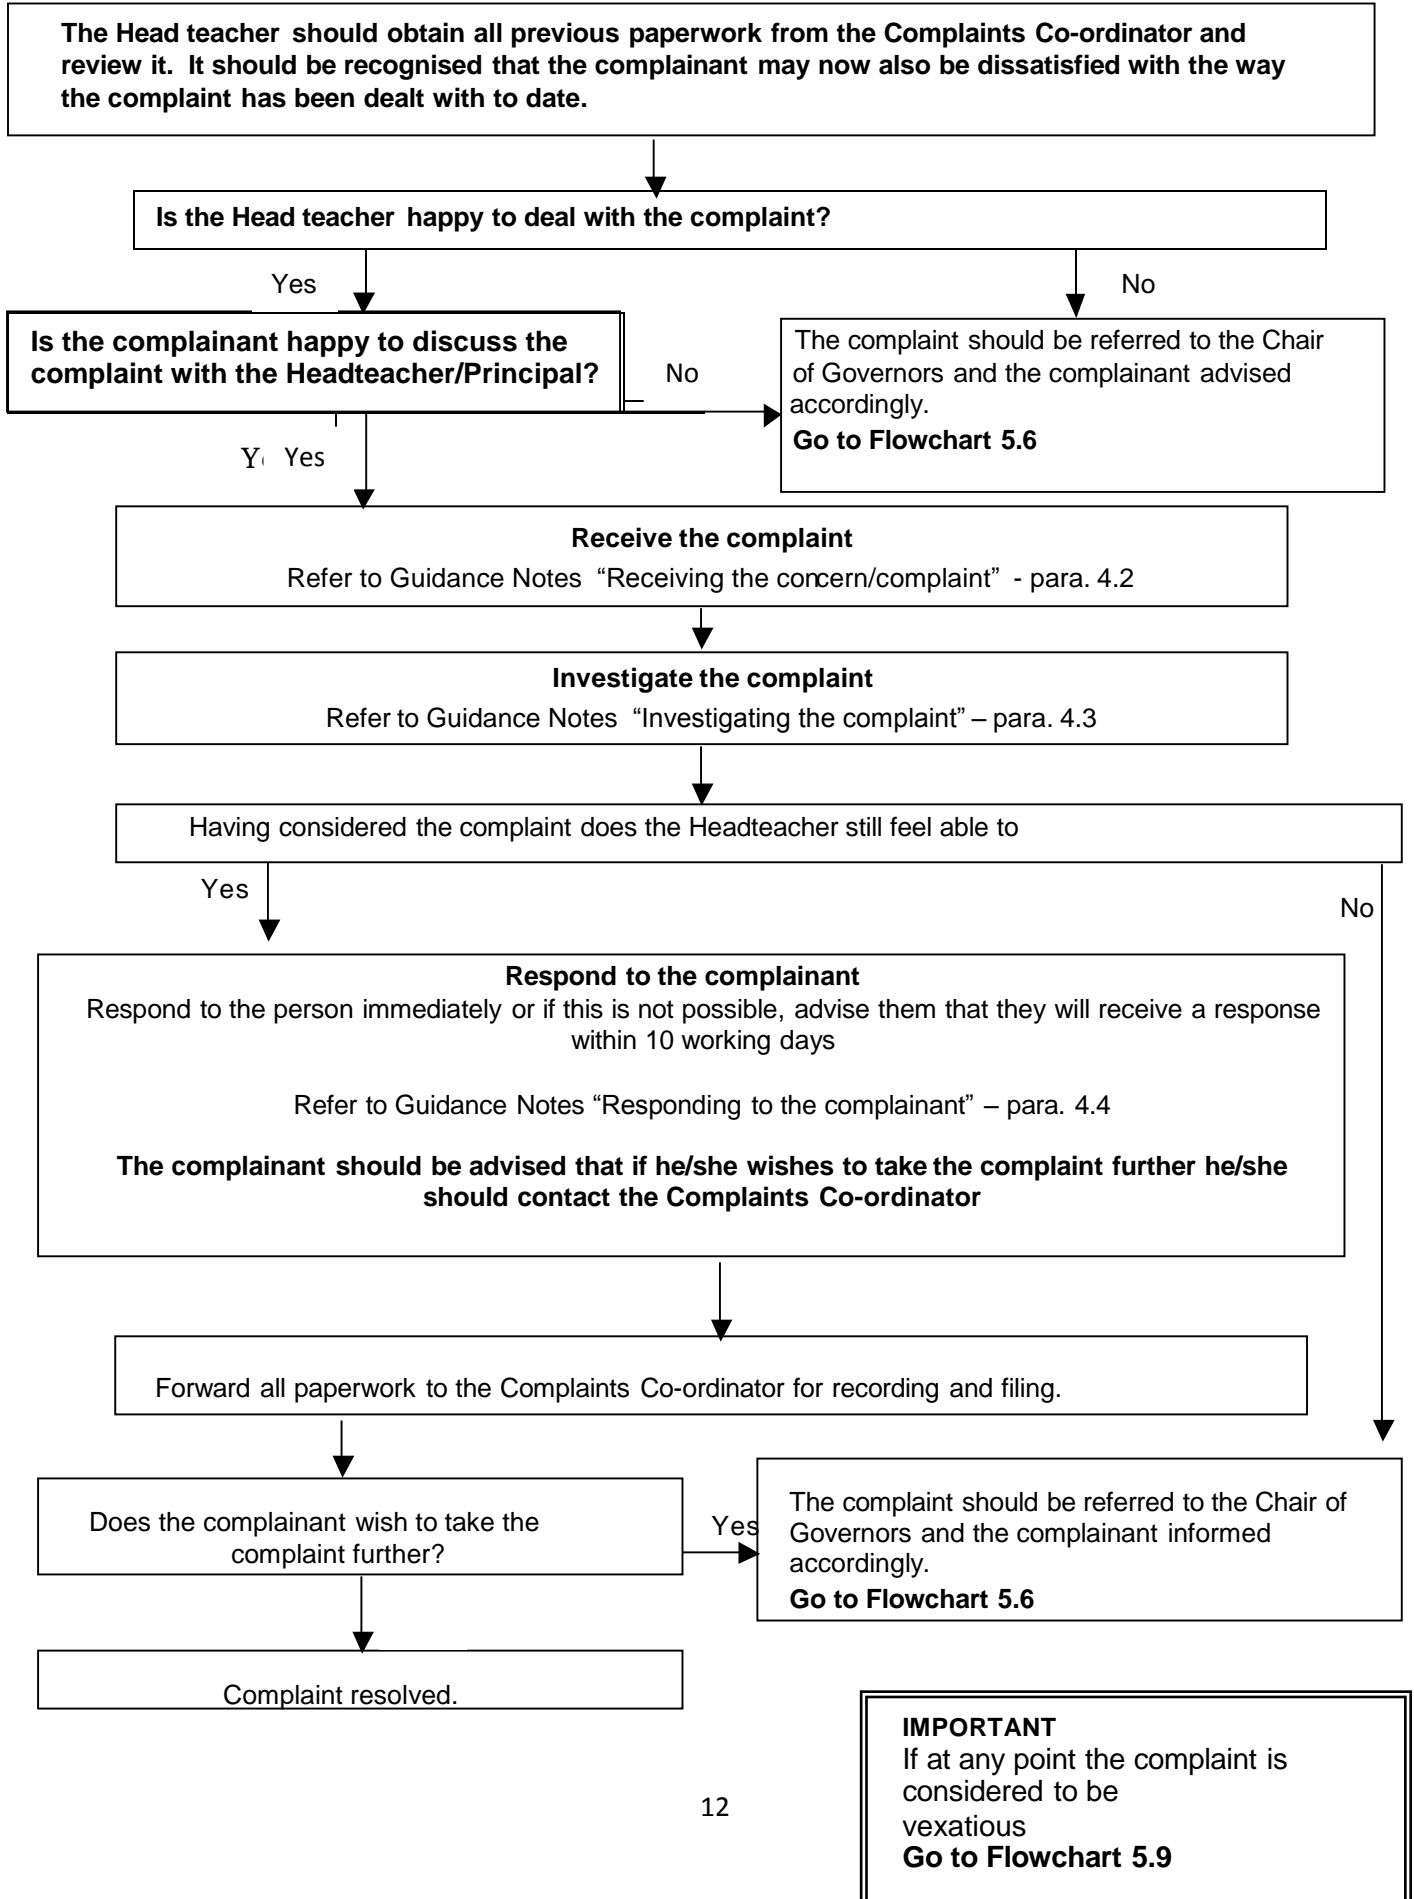 The Head teacher should obtain all previous paperwork from the Complaints Co-ordinator and
review it. It should be recognised that the complainant may now also be dissatisfied with the way
the complaint has been dealt with to date.
Is the Head teacher happy to deal with the complaint?
Yes
No
Is the complainant happy to discuss the
complaint with the Headteacher/Principal?
No
The complaint should be referred to the Chair
of Governors and the complainant advised
accordingly.
Go to Flowchart 5.6
Yes
Receive the complaint
Refer to Guidance Notes “Receiving the concern/complaint” - para. 4.2
Investigate the complaint
Refer to Guidance Notes “Investigating the complaint” – para. 4.3
Having considered the complaint does the Headteacher still feel able to
Yes
No
Respond to the complainant
Respond to the person immediately or if this is not possible, advise them that they will receive a response
within 10 working days
Refer to Guidance Notes “Responding to the complainant” – para. 4.4
The complainant should be advised that if he/she wishes to take the complaint further he/she
should contact the Complaints Co-ordinator
Forward all paperwork to the Complaints Co-ordinator for recording and filing.
Does the complainant wish to take the
complaint further?
Yes
The complaint should be referred to the Chair of
Governors and the complainant informed
accordingly.
Go to Flowchart 5.6
Complaint resolved.
IMPORTANT
If at any point the complaint is
considered to be
vexatious
Go to Flowchart 5.9
12